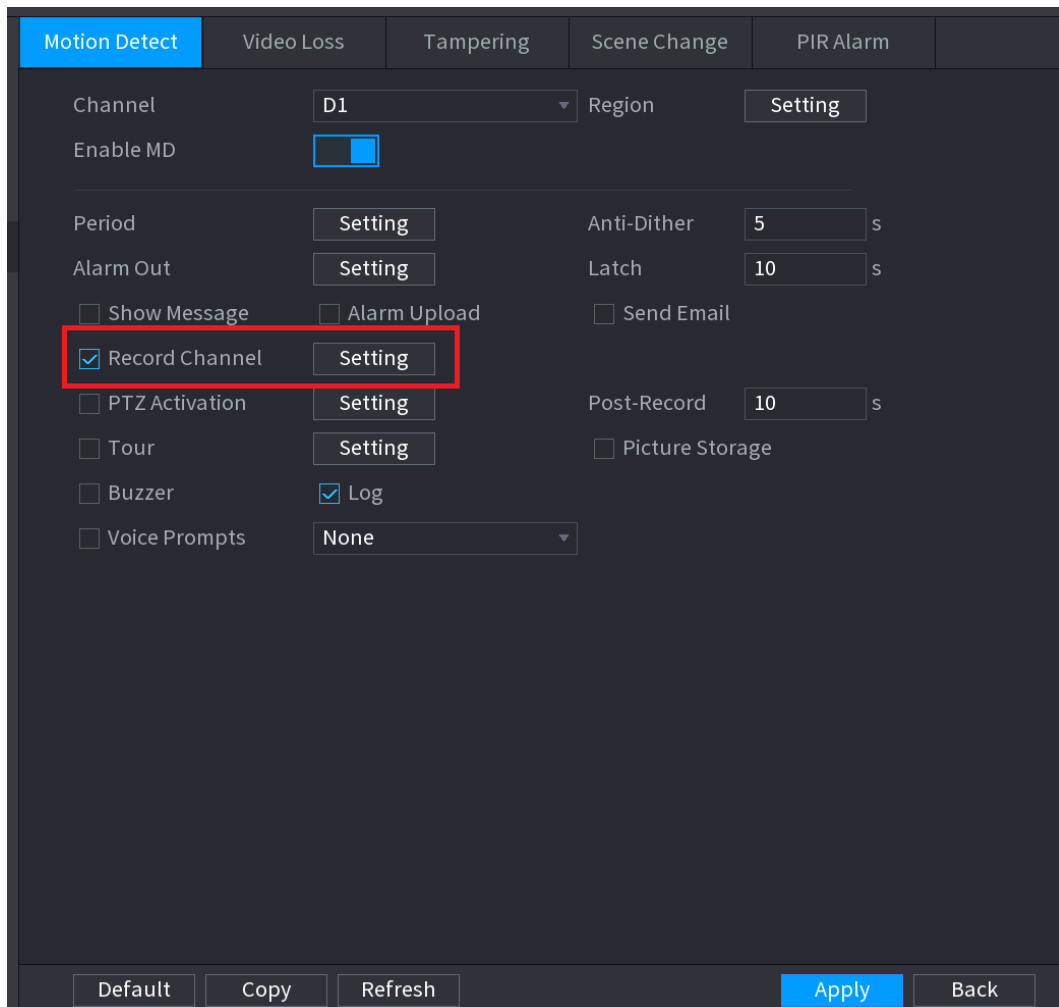 Motion Detect Video Loss Tampering Scene Change PIR Alarm
Channel D1 Region Setting
Enable MD
Period Setting Anti-Dither 5 s
Alarm Out Setting Latch 10 s
Show Message Alarm Upload Send Email
Record Channel Setting
PTZ Activation Setting Post-Record 10 s
Tour Setting Picture Storage
Buzzer Log
Voice Prompts None
Default Copy Refresh Apply Back